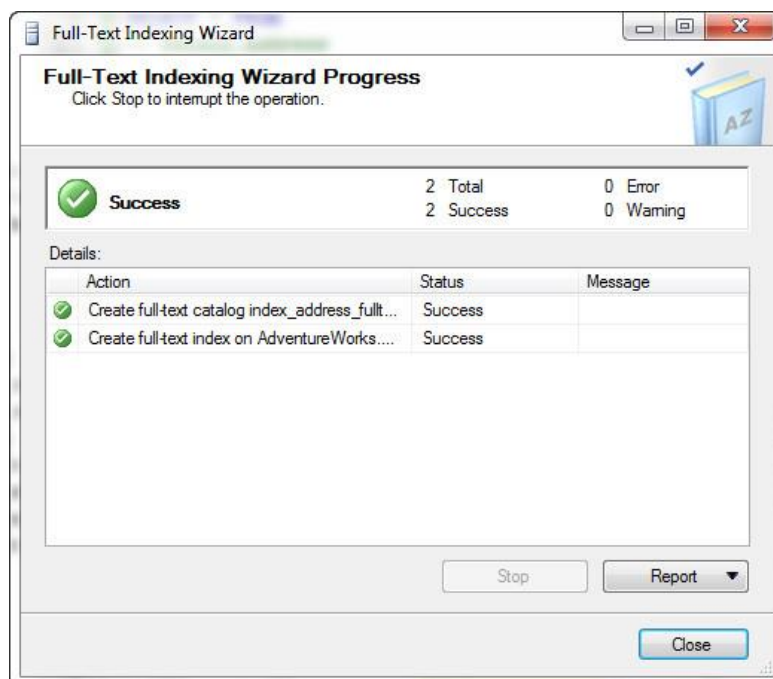 Full-Text Indexing Wizard
Full-Text Indexing Wizard Progress
Click Stop to interrupt the operation.
AZ
Success 2 Total 0 Error
2 Success 0 Warning
Details:
Action Status Message
Create full-text catalog index_address_fullt... Success
Create full-text index on AdventureWorks.... Success
Stop Report
Close